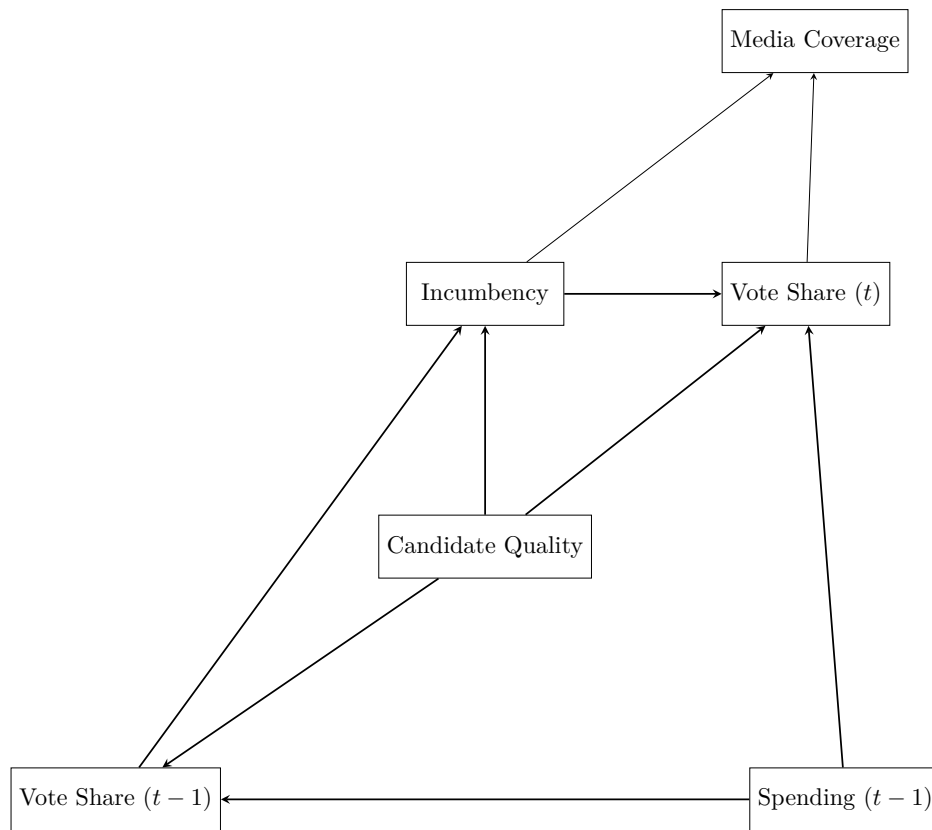 Media Coverage
Incumbency
Vote Share (t)
Candidate Quality
Vote Share (t − 1)
Spending (t − 1)